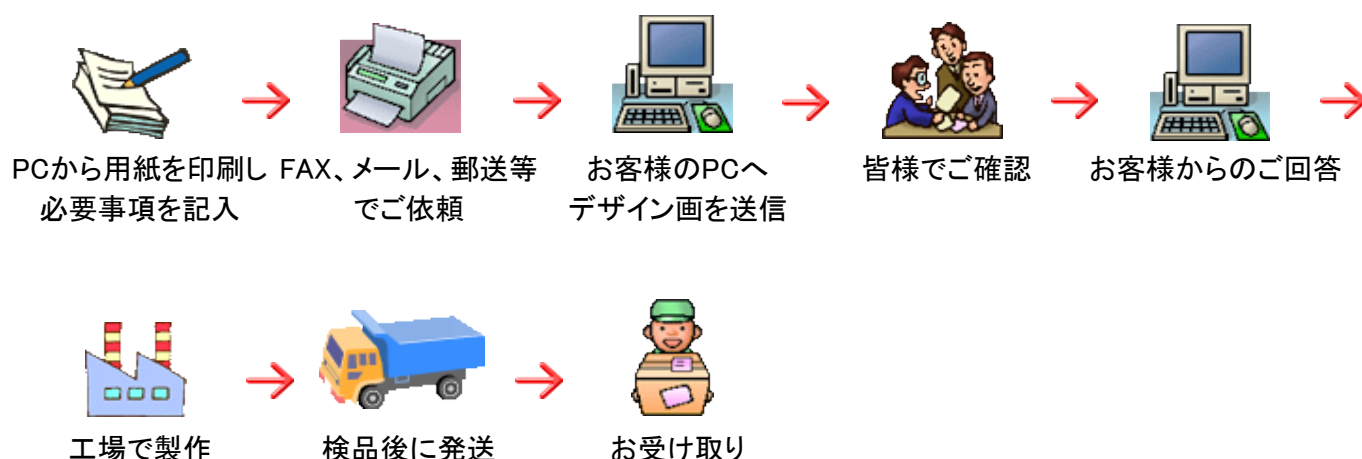 PCから用紙を印刷し
必要事項を記入
FAX、メール、郵送等
でご依頼
お客様のPCへ
デザイン画を送信
皆様でご確認
お客様からのご回答
工場で製作
検品後に発送
お受け取り